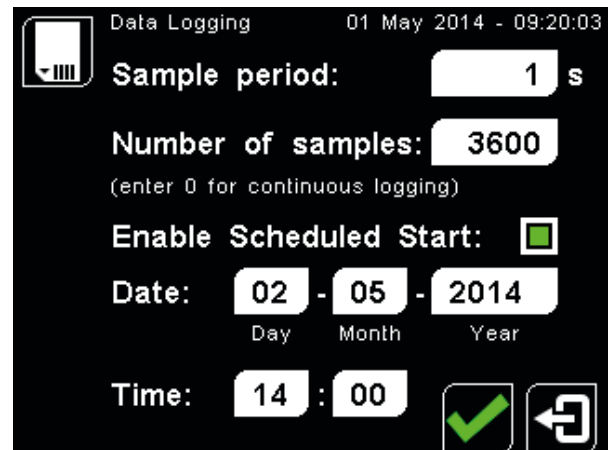 Data Logging 01 May 2014 - 09:20:03
Sample period: 1 s
Number of samples: 3600
(enter 0 for continuous logging)
Enable Scheduled Start:
Date: 02 - 05 - 2014
Day Month Year
Time: 14 : 00